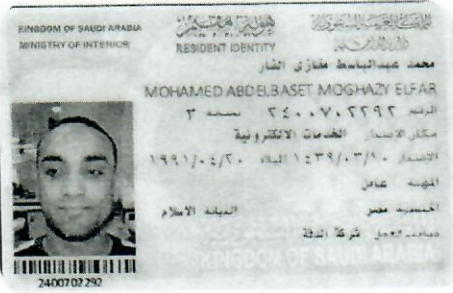 KINGDOM OF SAUDI ARABIA
MINISTRY OF INTERIOR
هوية مقيم
RESIDENT IDENTITY
المملكة العربية السعودية
وزارة الداخلية
محمد عبدالباسط مغازى الفار
MOHAMED ABDELBASET MOGHAZY ELFAR
الرقم ٢٤٠٠٧٠٢٢٩٢ نسخة ٣
مكان الاصدار الخدمات الالكترونية
الاصدار ١٤٣٩/٠٣/١٠ الميلاد ١٩٩١/٠٤/٢٠
المهنة عامل
الجنسية مصر الديانة الاسلام
صاحب العمل شركة
KINGDOM OF SAUDI ARABIA
2400702292